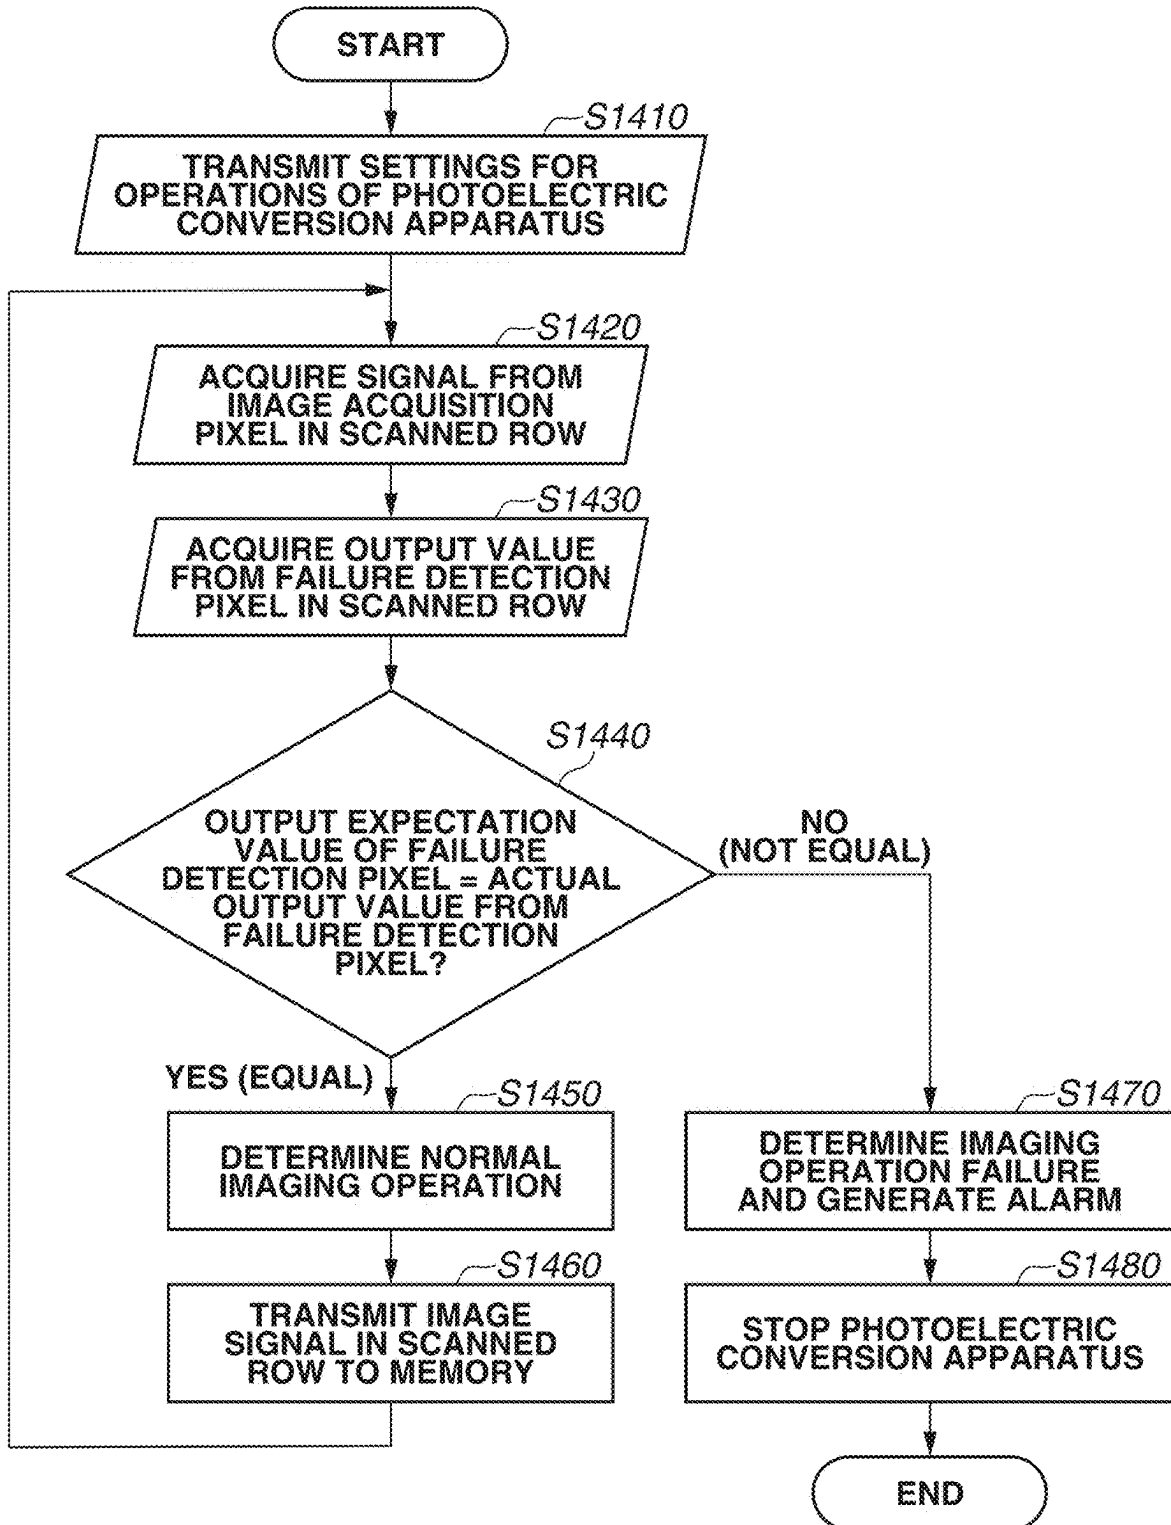 START
S1410
TRANSMIT SETTINGS FOR
OPERATIONS OF PHOTOELECTRIC
CONVERSION APPARATUS
S1420
ACQUIRE SIGNAL FROM
IMAGE ACQUISITION
PIXEL IN SCANNED ROW
S1430
ACQUIRE OUTPUT VALUE
FROM FAILURE DETECTION
PIXEL IN SCANNED ROW
S1440
OUTPUT EXPECTATION
VALUE OF FAILURE
DETECTION PIXEL = ACTUAL
OUTPUT VALUE FROM
FAILURE DETECTION
PIXEL?
NO
(NOT EQUAL)
YES (EQUAL)
S1450
DETERMINE NORMAL
IMAGING OPERATION
S1460
TRANSMIT IMAGE
SIGNAL IN SCANNED
ROW TO MEMORY
S1470
DETERMINE IMAGING
OPERATION FAILURE
AND GENERATE ALARM
S1480
STOP PHOTOELECTRIC
CONVERSION APPARATUS
END